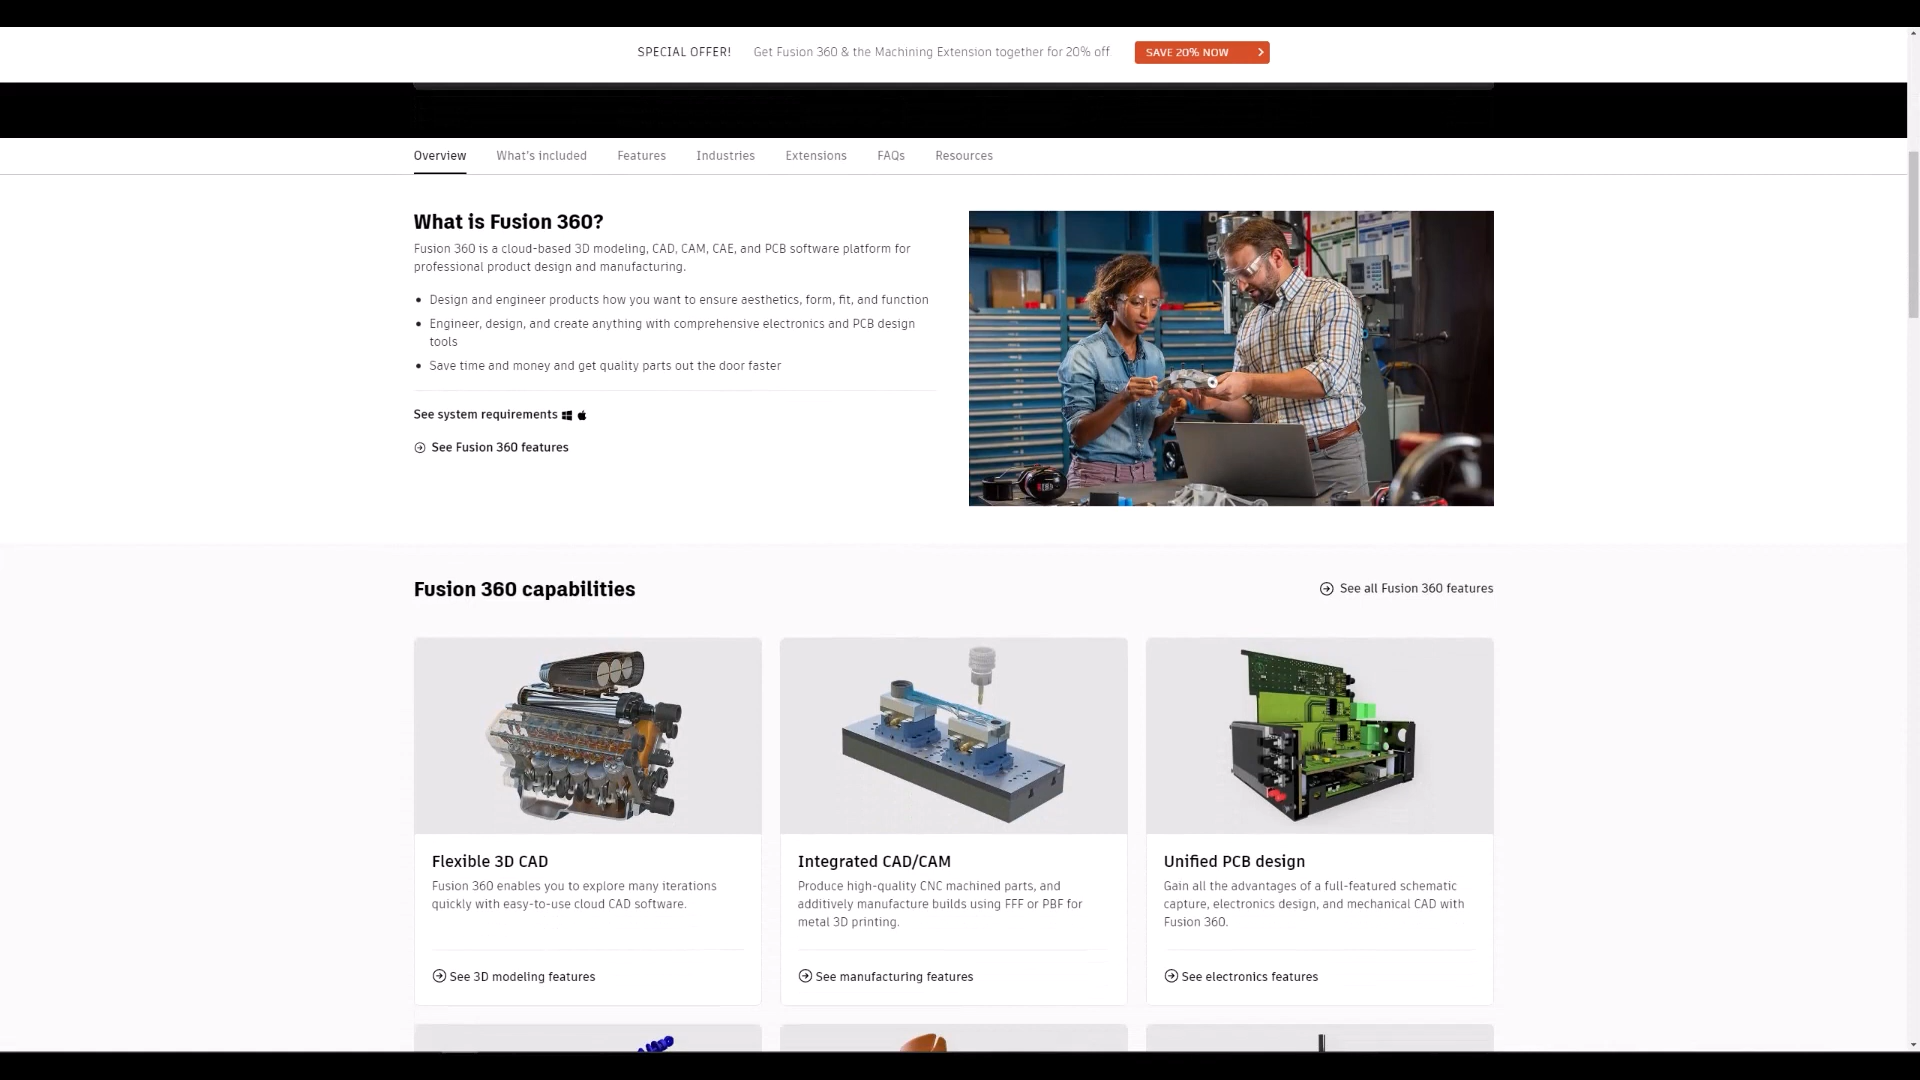 SPECIAL OFFER! Get Fusion 360 & the Machining Extension together for 20% off SAVE 20% NOW
Overview What's included Features Industries Extensions FAQs Resources
What is Fusion 360?
Fusion 360 is a cloud-based 3D modeling, CAD, CAM, CAE, and PCB software platform for
professional product design and manufacturing.
Design and engineer products how you want to ensure aesthetics, form, fit, and function
Engineer, design, and create anything with comprehensive electronics and PCB design
tools
Save time and money and get quality parts out the door faster
See system requirements
See Fusion 360 features
Fusion 360 capabilities
See all Fusion 360 features
Flexible 3D CAD
Fusion 360 enables you to explore many iterations
quickly with easy-to-use cloud CAD software.
See 3D modeling features
Integrated CAD/CAM
Produce high-quality CNC machined parts, and
additively manufacture builds using FFF or PBF for
metal 3D printing.
See manufacturing features
Unified PCB design
Gain all the advantages of a full-featured schematic
capture, electronics design, and mechanical CAD with
Fusion 360.
See electronics features